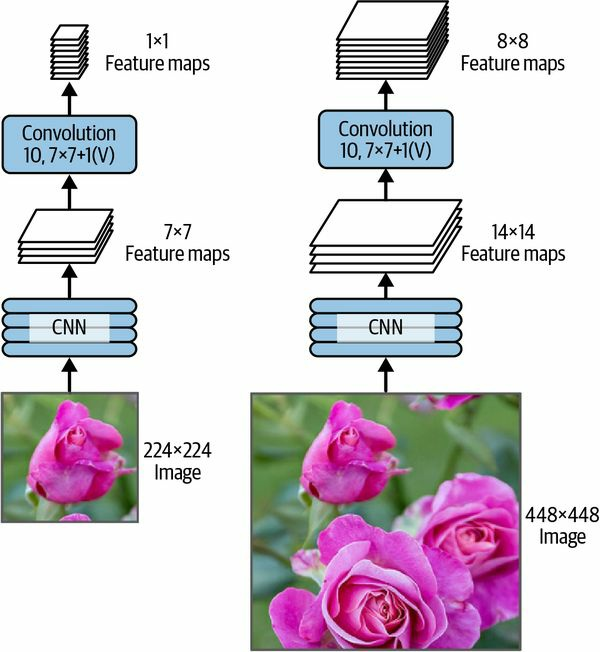 1×1
Feature maps
Convolution
10, 7×7+1(V)
7×7
Feature maps
CNN
224×224
Image
8×8
Feature maps
Convolution
10, 7×7+1(V)
14×14
Feature maps
CNN
448×448
Image